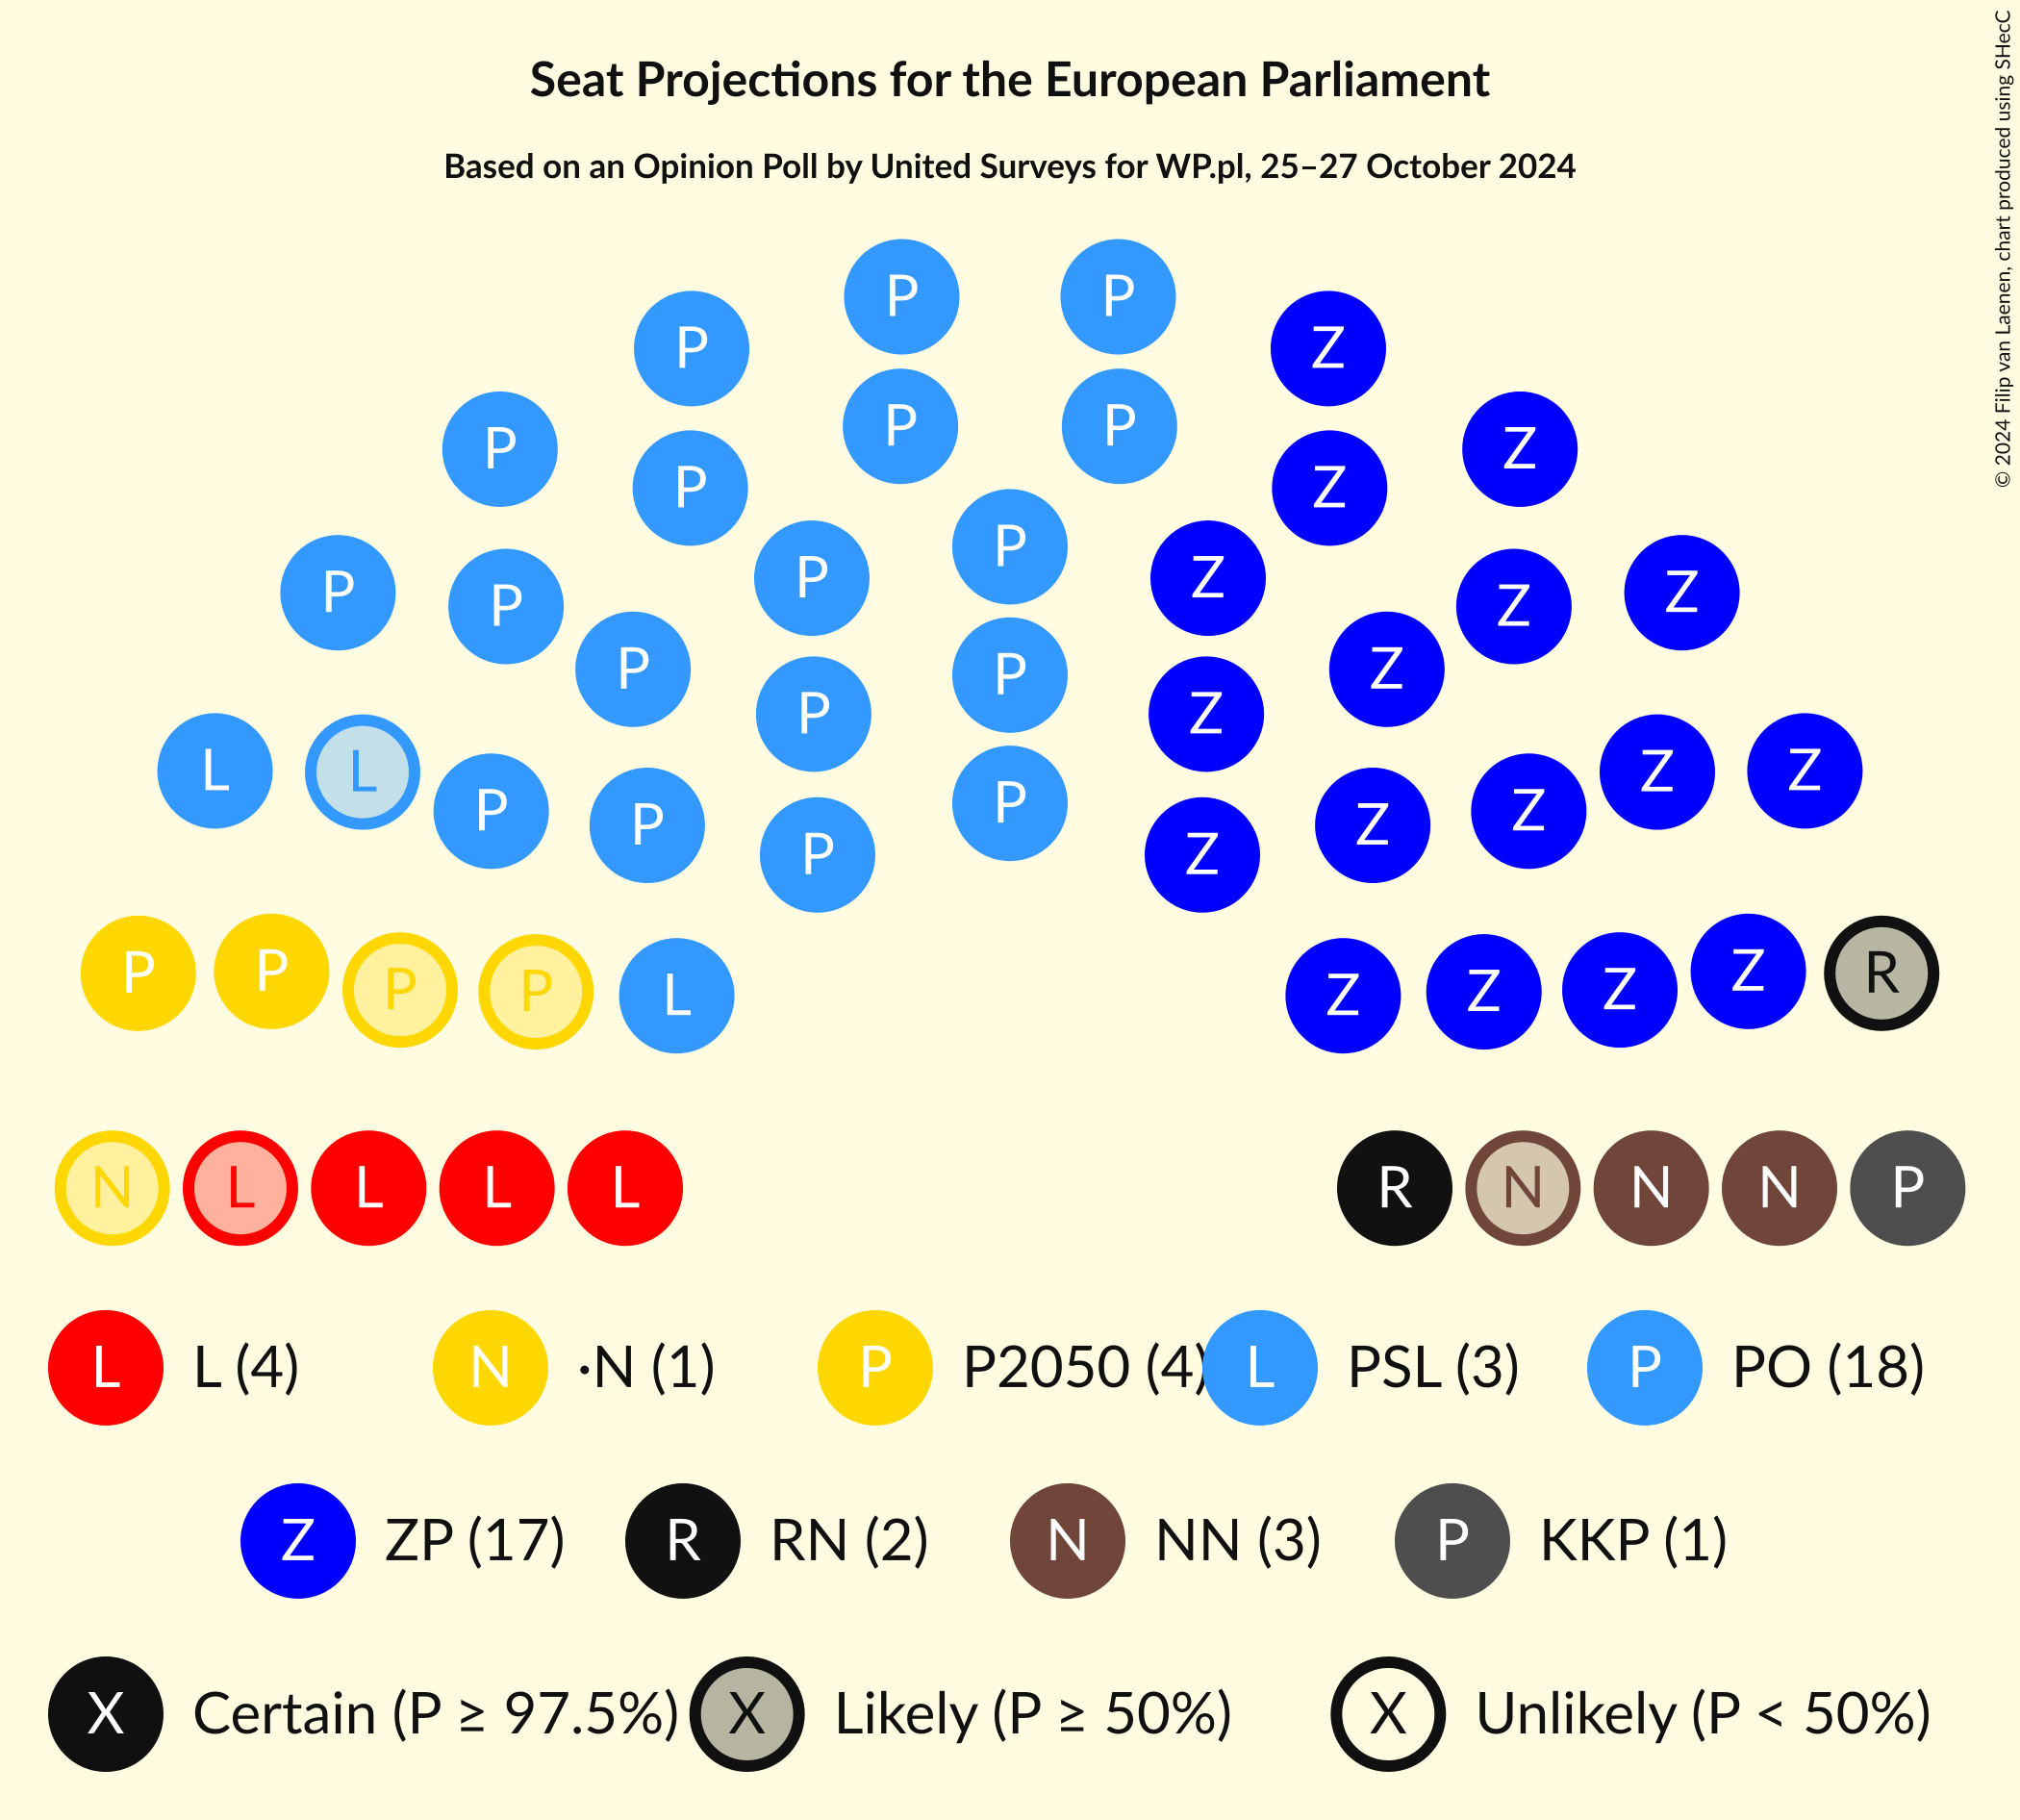 Seat Projections for the European Parliament
Based on an Opinion Poll by United Surveys for WP.pl, 25–27 October 2024
© 2024 Filip van Laenen, chart produced using SHecC
P P
P Z
P P
P Z
P Z
P P
P Z
P Z
P P Z Z
P Z
P
P Z
L L Z Z
P
P Z
P Z
P Z
P P Z R
P P L Z Z Z
N L L L L R N N N P
L L (4) N ·N (1) P P2050 (4) L PSL (3) P PO (18)
Z ZP (17) R RN (2) N NN (3) P KKP (1)
X Certain (P ≥ 97.5%) X Likely (P ≥ 50%) X Unlikely (P < 50%)